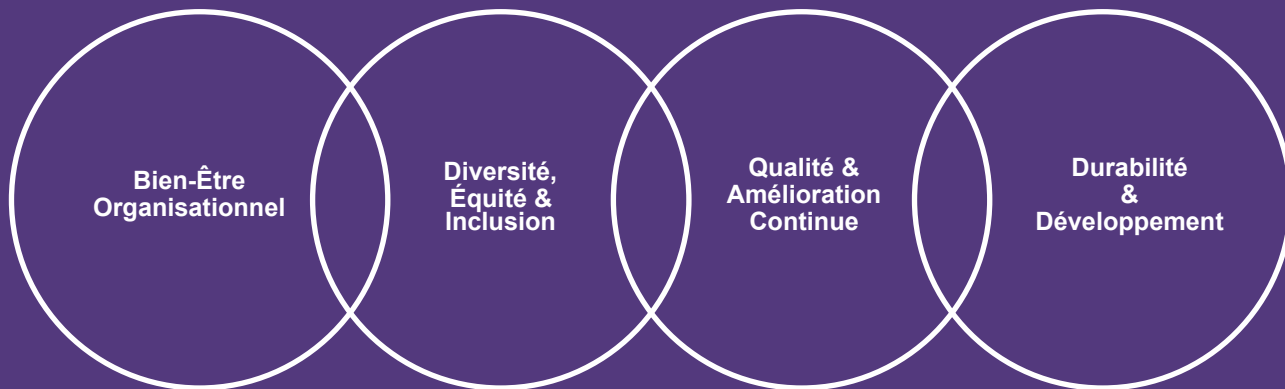 Bien-Être
Organisationnel
Diversité,
Équité &
Inclusion
Qualité &
Amélioration
Continue
Durabilité
&
Développement